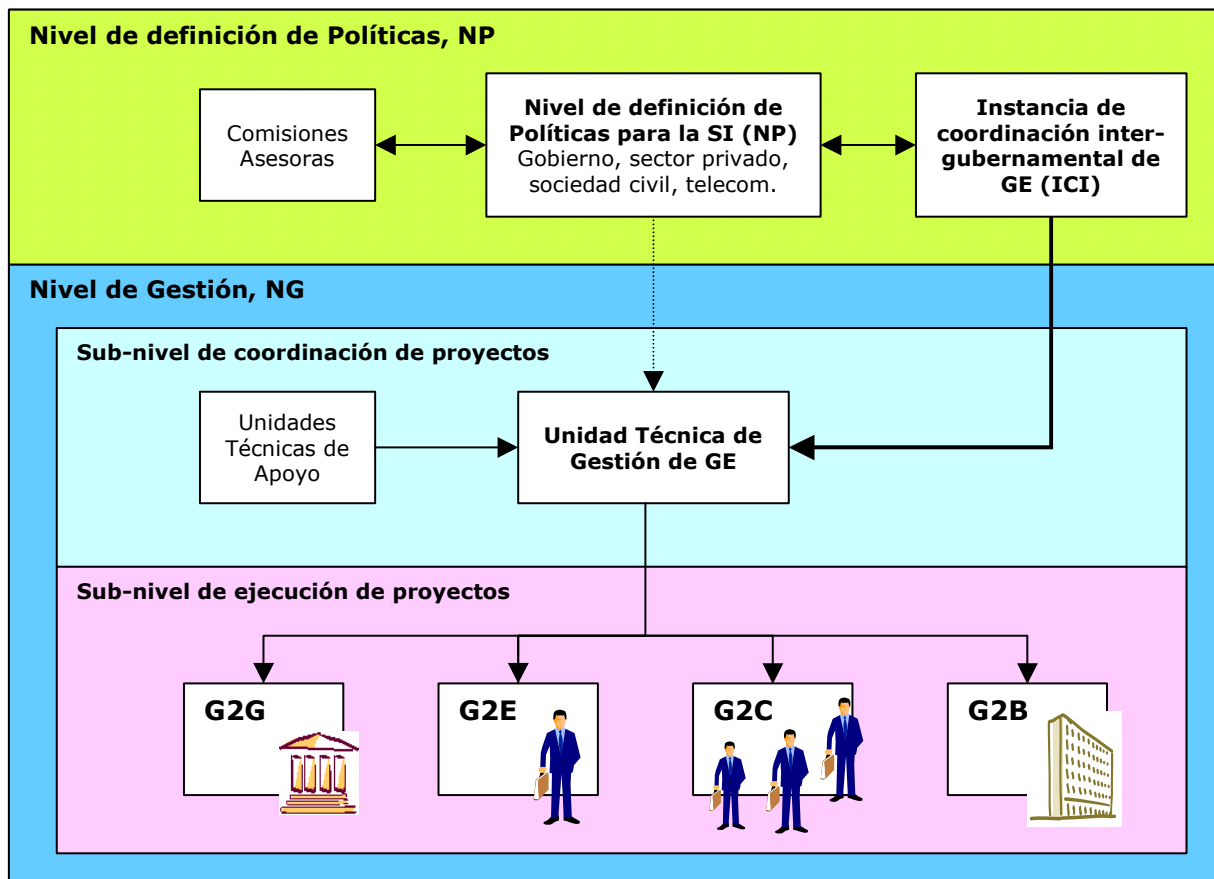 Nivel de definición de Políticas, NP
Comisiones
Asesoras
Nivel de definición de
Políticas para la SI (NP)
Gobierno, sector privado,
sociedad civil, telecom.
Instancia de
coordinación inter-
gubernamental de
GE (ICI)
Nivel de Gestión, NG
Sub-nivel de coordinación de proyectos
Unidades
Técnicas de
Apoyo
Unidad Técnica de
Gestión de GE
Sub-nivel de ejecución de proyectos
G2G
G2E
G2C
G2B